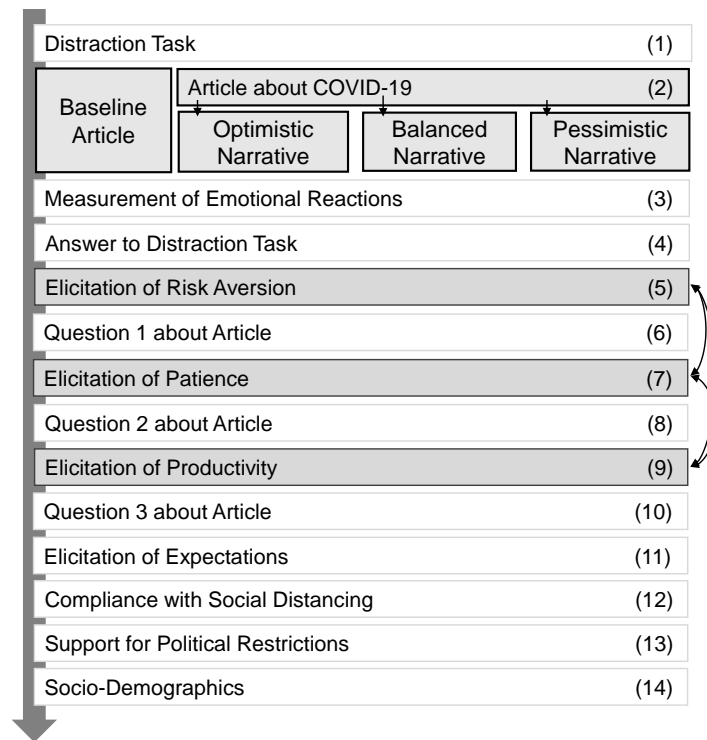 Distraction Task (1)
Baseline Article
Article about COVID-19 (2)
Optimistic Narrative
Balanced Narrative
Pessimistic Narrative
Measurement of Emotional Reactions (3)
Answer to Distraction Task (4)
Elicitation of Risk Aversion (5)
Question 1 about Article (6)
Elicitation of Patience (7)
Question 2 about Article (8)
Elicitation of Productivity (9)
Question 3 about Article (10)
Elicitation of Expectations (11)
Compliance with Social Distancing (12)
Support for Political Restrictions (13)
Socio-Demographics (14)